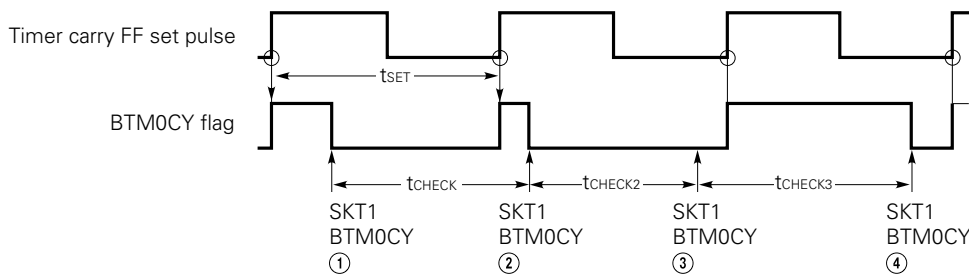 Timer carry FF set pulse
tSET
BTM0CY flag
tCHECK
tCHECK2
tCHECK3
SKT1
BTM0CY
①
SKT1
BTM0CY
②
SKT1
BTM0CY
③
SKT1
BTM0CY
④